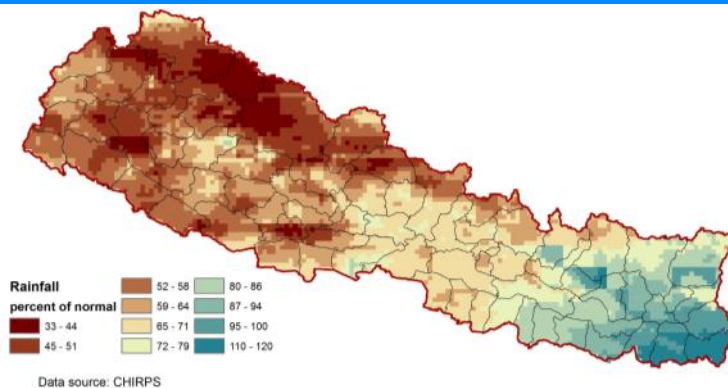 Rainfall
percent of normal
33 - 44
45 - 51
52 - 58
59 - 64
65 - 71
72 - 79
80 - 86
87 - 94
95 - 100
110 - 120
Data source: CHIRPS